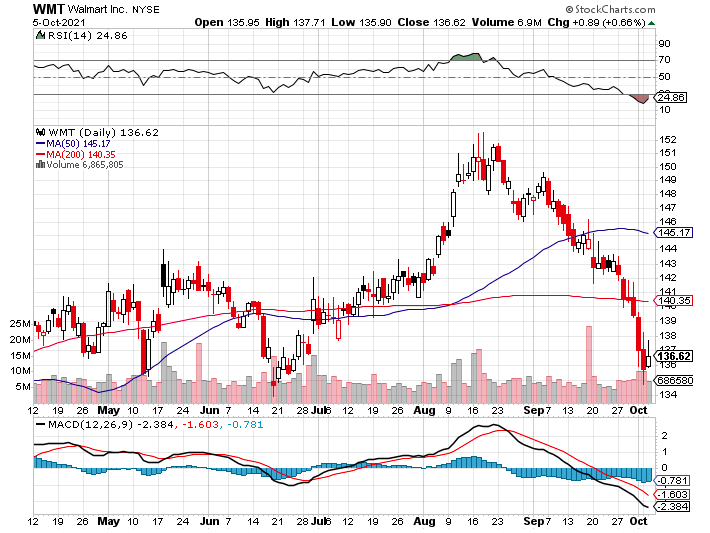 WMT Walmart Inc. NYSE © StockCharts.com
5-Oct-2021 Open 135.95 High 137.71 Low 135.90 Close 136.62 Volume 6.9M Chg +0.89 (+0.66%)
RSI(14) 24.86
90
70
50
30
24.86
10
WMT (Daily) 136.62
MA(50) 145.17
MA(200) 140.35
Volume 6,865,805
152
151
150
149
148
147
146
145.17
144
143
142
141
140.35
140
139
138
137
136.62
136
686580
134
25M
20M
15M
10M
5M
12 19 26 May 10 17 24 Jun 7 14 21 28 Jul 6 12 19 26 Aug 9 16 23 Sep 7 13 20 27 Oct
MACD(12,26,9) -2.384, -1.603, -0.781
2
1
0
-0.781
-1.603
-2.384
12 19 26 May 10 17 24 Jun 7 14 21 28 Jul 6 12 19 26 Aug 9 16 23 Sep 7 13 20 27 Oct